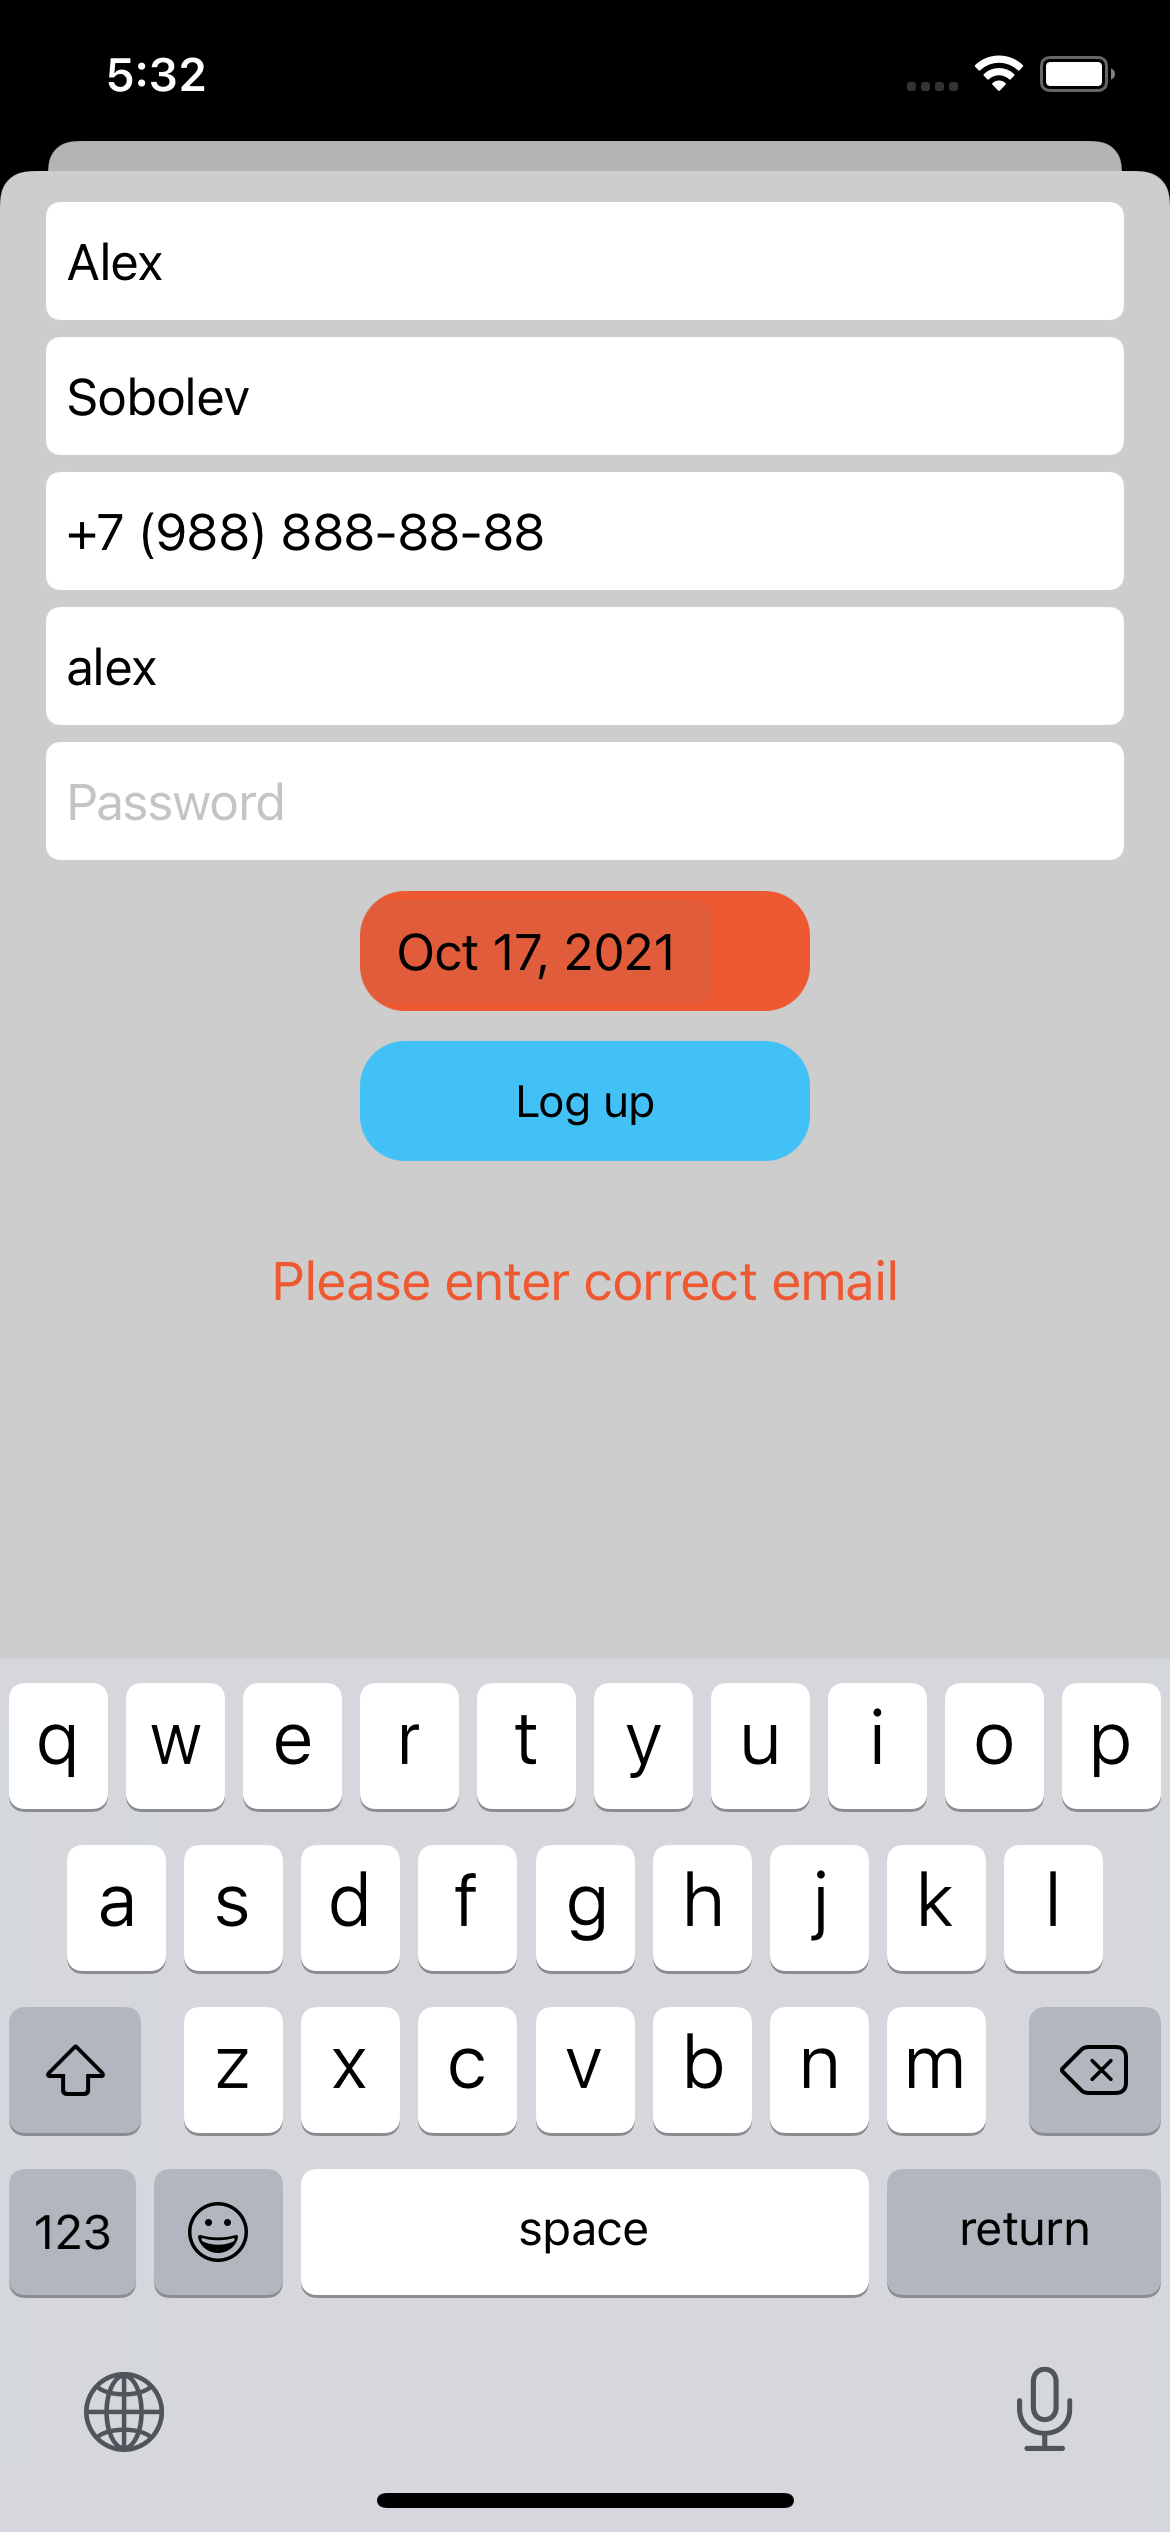 5:32
Alex
Sobolev
+7 (988) 888-88-88
alex
Password
Oct 17, 2021
Log up
Please enter correct email
q w e r t y u i o p
a s d f g h j k l
z x c v b n m
123 space return